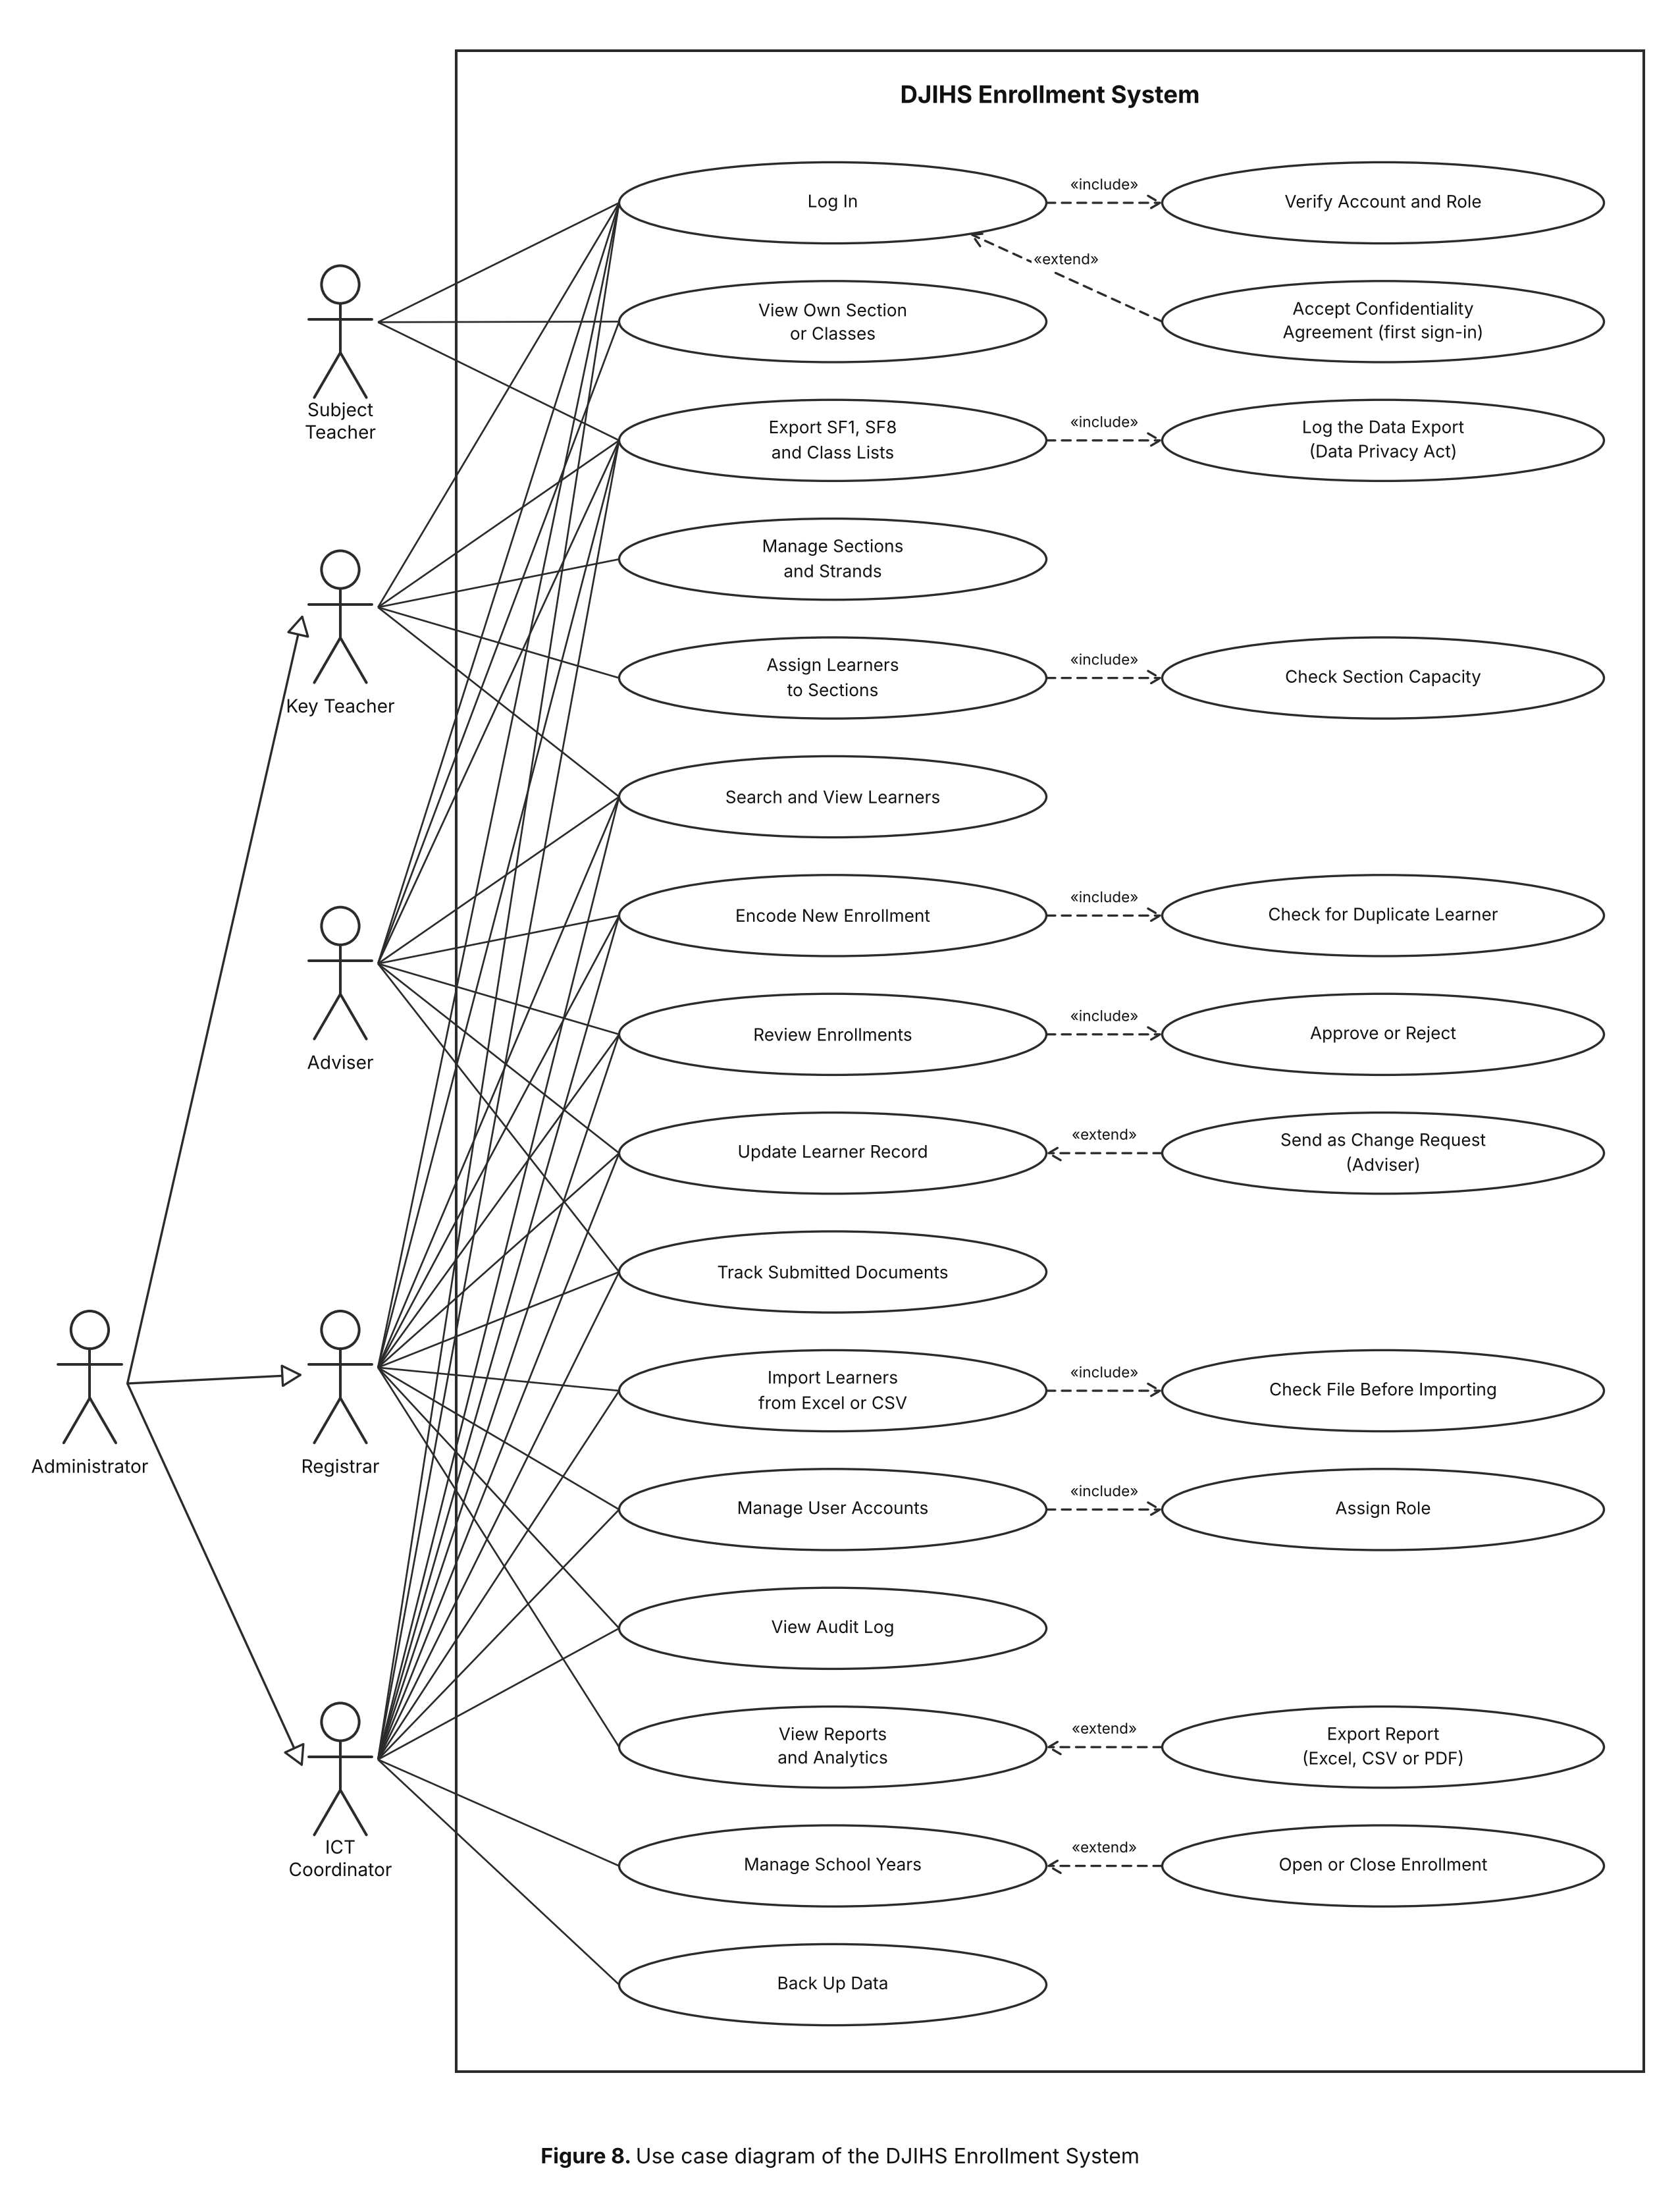 DJIHS Enrollment System
Log In
«include»
Verify Account and Role
«extend»
View Own Section
or Classes
Accept Confidentiality
Agreement (first sign-in)
Subject
Teacher
Export SF1, SF8
and Class Lists
«include»
Log the Data Export
(Data Privacy Act)
Manage Sections
and Strands
Key Teacher
Assign Learners
to Sections
«include»
Check Section Capacity
Search and View Learners
Encode New Enrollment
«include»
Check for Duplicate Learner
Adviser
Review Enrollments
«include»
Approve or Reject
Update Learner Record
«extend»
Send as Change Request
(Adviser)
Track Submitted Documents
Administrator
Registrar
Import Learners
from Excel or CSV
«include»
Check File Before Importing
Manage User Accounts
«include»
Assign Role
View Audit Log
View Reports
and Analytics
«extend»
Export Report
(Excel, CSV or PDF)
ICT
Coordinator
Manage School Years
«extend»
Open or Close Enrollment
Back Up Data
Figure 8. Use case diagram of the DJIHS Enrollment System